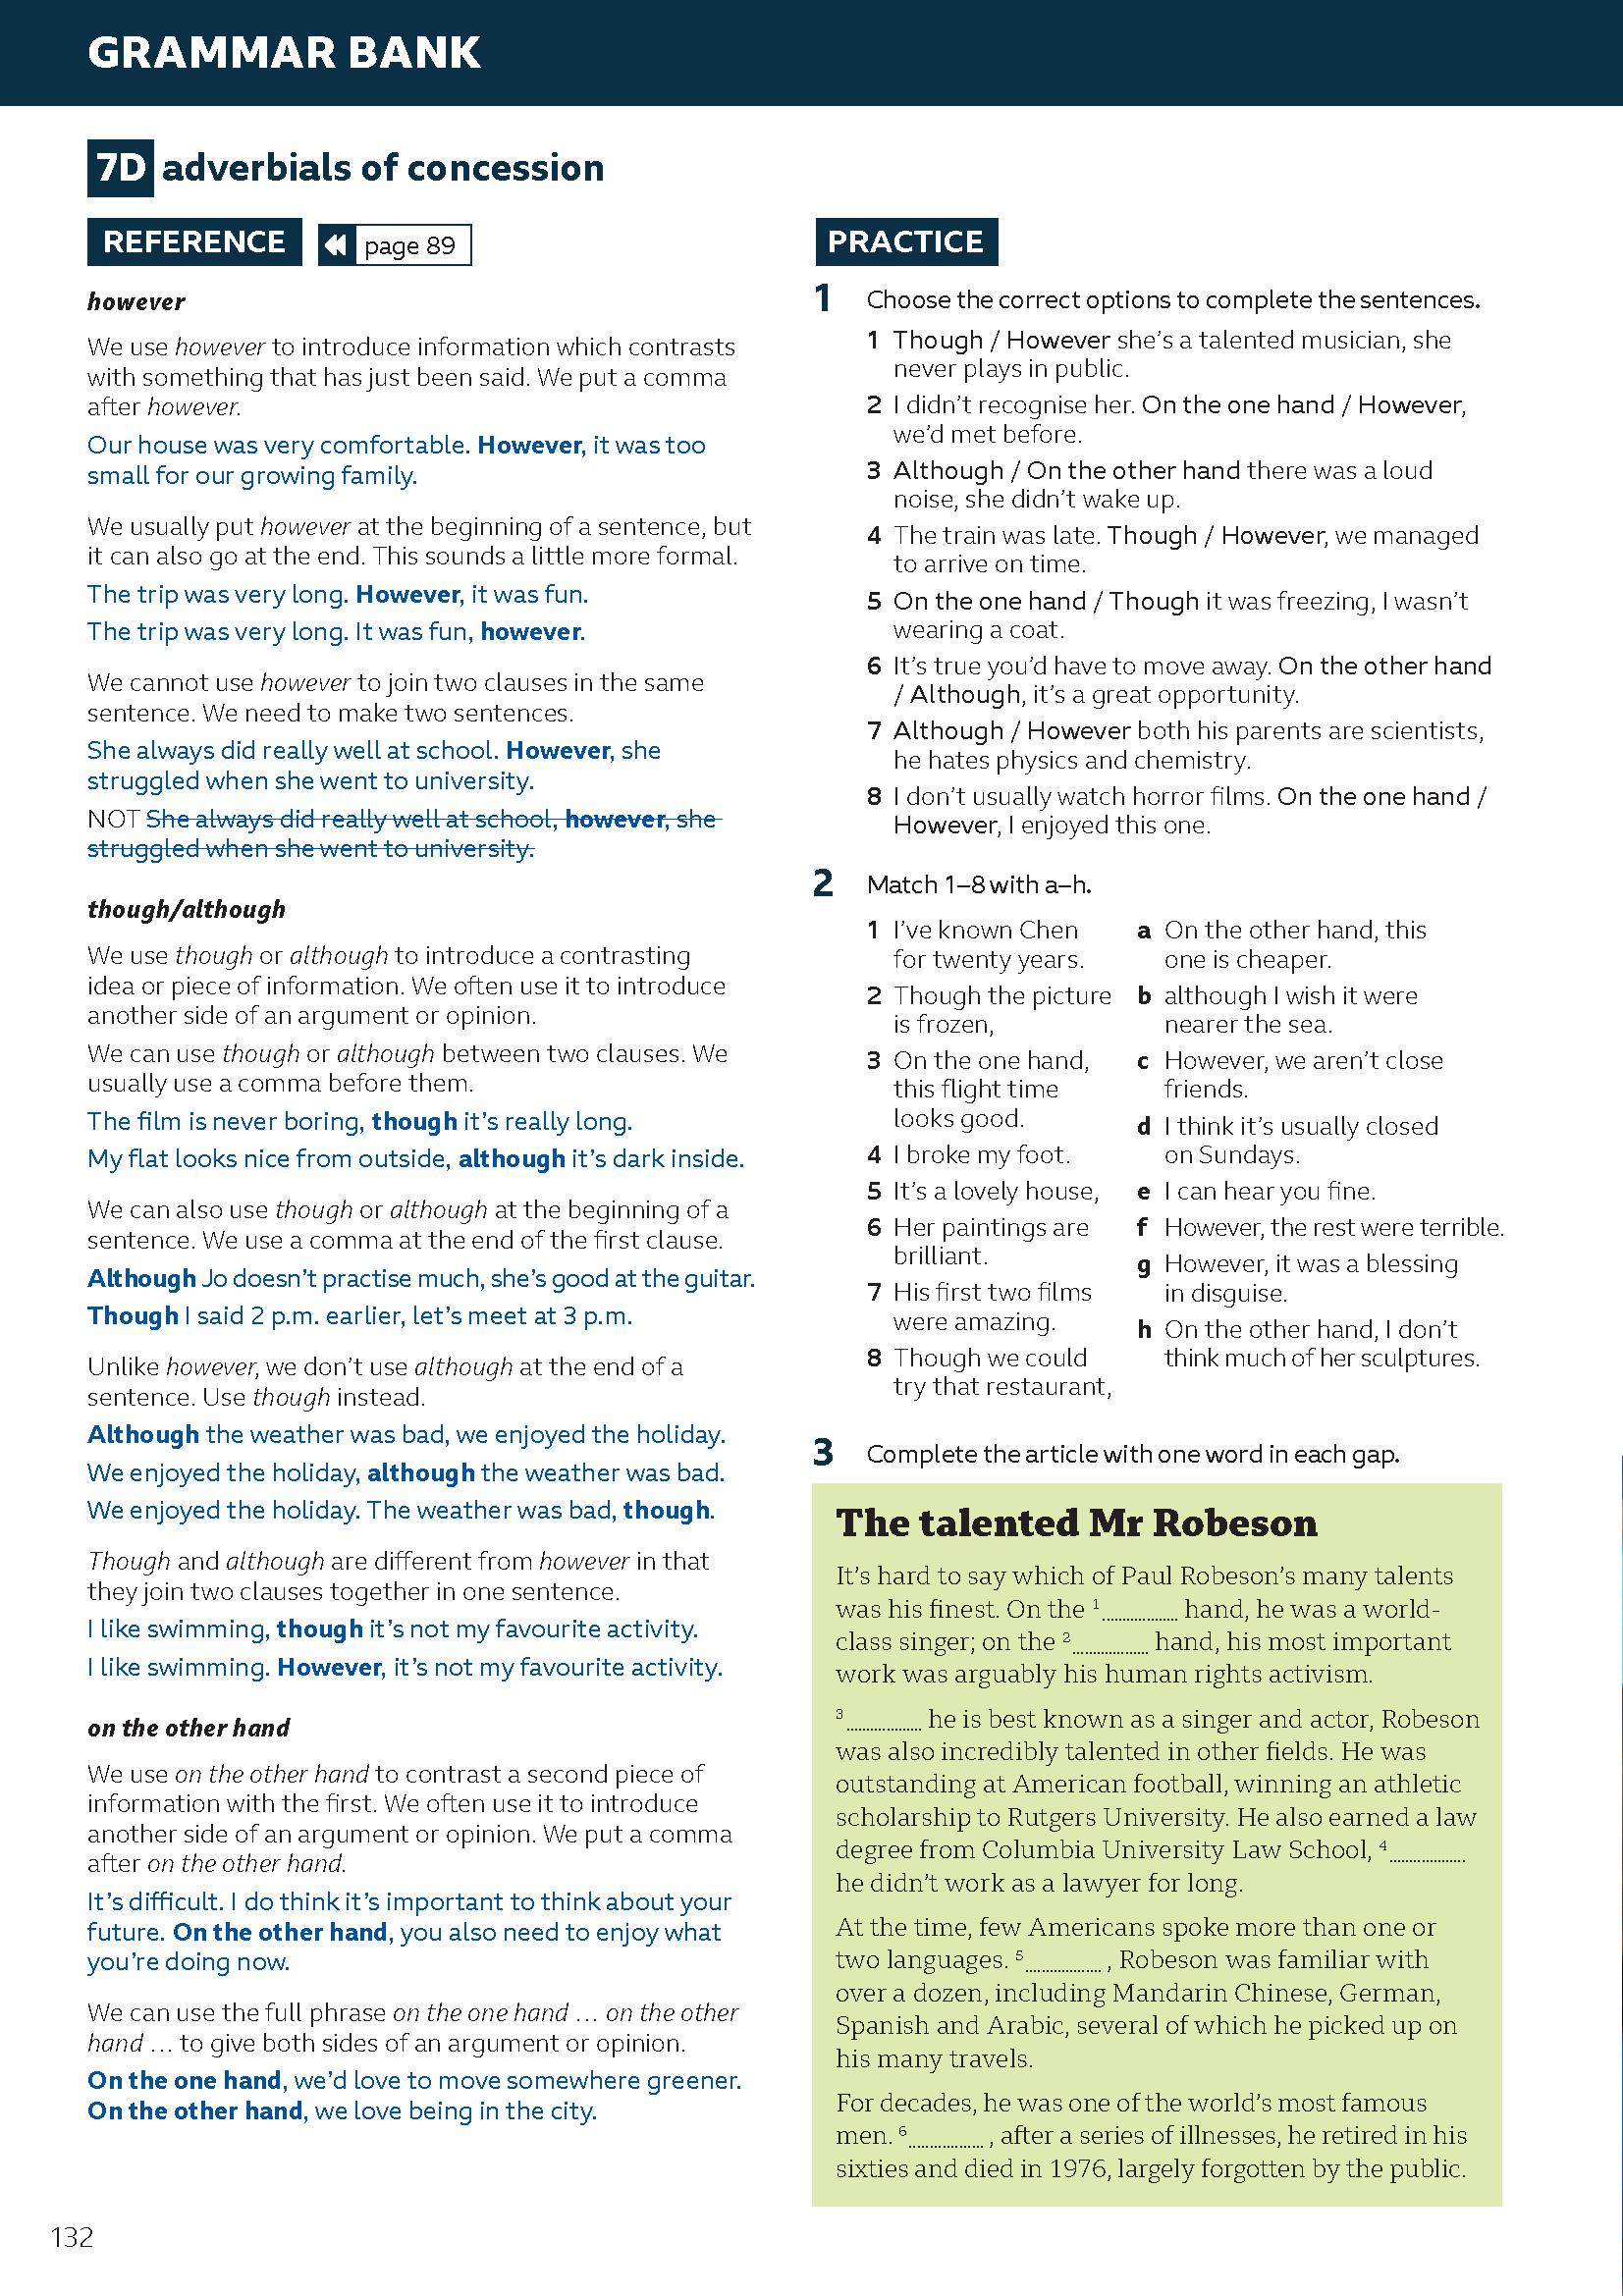 GRAMMAR BANK
7D adverbials of concession
REFERENCE page 89
however
We use however to introduce information which contrasts
with something that has just been said. We put a comma
after however.
Our house was very comfortable. However, it was too
small for our growing family.
We usually put however at the beginning of a sentence, but
it can also go at the end. This sounds a little more formal.
The trip was very long. However, it was fun.
The trip was very long. It was fun, however.
We cannot use however to join two clauses in the same
sentence. We need to make two sentences.
She always did really well at school. However, she
struggled when she went to university.
NOT She always did really well at school, however, she
struggled when she went to university.
though/although
We use though or although to introduce a contrasting
idea or piece of information. We often use it to introduce
another side of an argument or opinion.
We can use though or although between two clauses. We
usually use a comma before them.
The film is never boring, though it's really long.
My flat looks nice from outside, although it's dark inside.
We can also use though or although at the beginning of a
sentence. We use a comma at the end of the first clause.
Although Jo doesn't practise much, she's good at the guitar.
Though I said 2 p.m. earlier, let's meet at 3 p.m.
Unlike however, we don't use although at the end of a
sentence. Use though instead.
Although the weather was bad, we enjoyed the holiday.
We enjoyed the holiday, although the weather was bad.
We enjoyed the holiday. The weather was bad, though.
Though and although are different from however in that
they join two clauses together in one sentence.
I like swimming, though it's not my favourite activity.
I like swimming. However, it's not my favourite activity.
on the other hand
We use on the other hand to contrast a second piece of
information with the first. We often use it to introduce
another side of an argument or opinion. We put a comma
after on the other hand.
It's difficult. I do think it's important to think about your
future. On the other hand, you also need to enjoy what
you're doing now.
We can use the full phrase on the one hand … on the other
hand … to give both sides of an argument or opinion.
On the one hand, we'd love to move somewhere greener.
On the other hand, we love being in the city.
PRACTICE
1 Choose the correct options to complete the sentences.
1 Though / However she's a talented musician, she
never plays in public.
2 I didn't recognise her. On the one hand / However,
we'd met before.
3 Although / On the other hand there was a loud
noise, she didn't wake up.
4 The train was late. Though / However, we managed
to arrive on time.
5 On the one hand / Though it was freezing, I wasn't
wearing a coat.
6 It's true you'd have to move away. On the other hand
/ Although, it's a great opportunity.
7 Although / However both his parents are scientists,
he hates physics and chemistry.
8 I don't usually watch horror films. On the one hand /
However, I enjoyed this one.
2 Match 1–8 with a–h.
1 I've known Chen
for twenty years.
2 Though the picture
is frozen,
3 On the one hand,
this flight time
looks good.
4 I broke my foot.
5 It's a lovely house,
6 Her paintings are
brilliant.
7 His first two films
were amazing.
8 Though we could
try that restaurant,
a On the other hand, this
one is cheaper.
b although I wish it were
nearer the sea.
c However, we aren't close
friends.
d I think it's usually closed
on Sundays.
e I can hear you fine.
f However, the rest were terrible.
g However, it was a blessing
in disguise.
h On the other hand, I don't
think much of her sculptures.
3 Complete the article with one word in each gap.
The talented Mr Robeson
It's hard to say which of Paul Robeson's many talents
was his finest. On the 1 ............ hand, he was a world-
class singer; on the 2 ............ hand, his most important
work was arguably his human rights activism.
3 ............ he is best known as a singer and actor, Robeson
was also incredibly talented in other fields. He was
outstanding at American football, winning an athletic
scholarship to Rutgers University. He also earned a law
degree from Columbia University Law School, 4 ............
he didn't work as a lawyer for long.
At the time, few Americans spoke more than one or
two languages. 5 ............ , Robeson was familiar with
over a dozen, including Mandarin Chinese, German,
Spanish and Arabic, several of which he picked up on
his many travels.
For decades, he was one of the world's most famous
men. 6 ............ , after a series of illnesses, he retired in his
sixties and died in 1976, largely forgotten by the public.
132